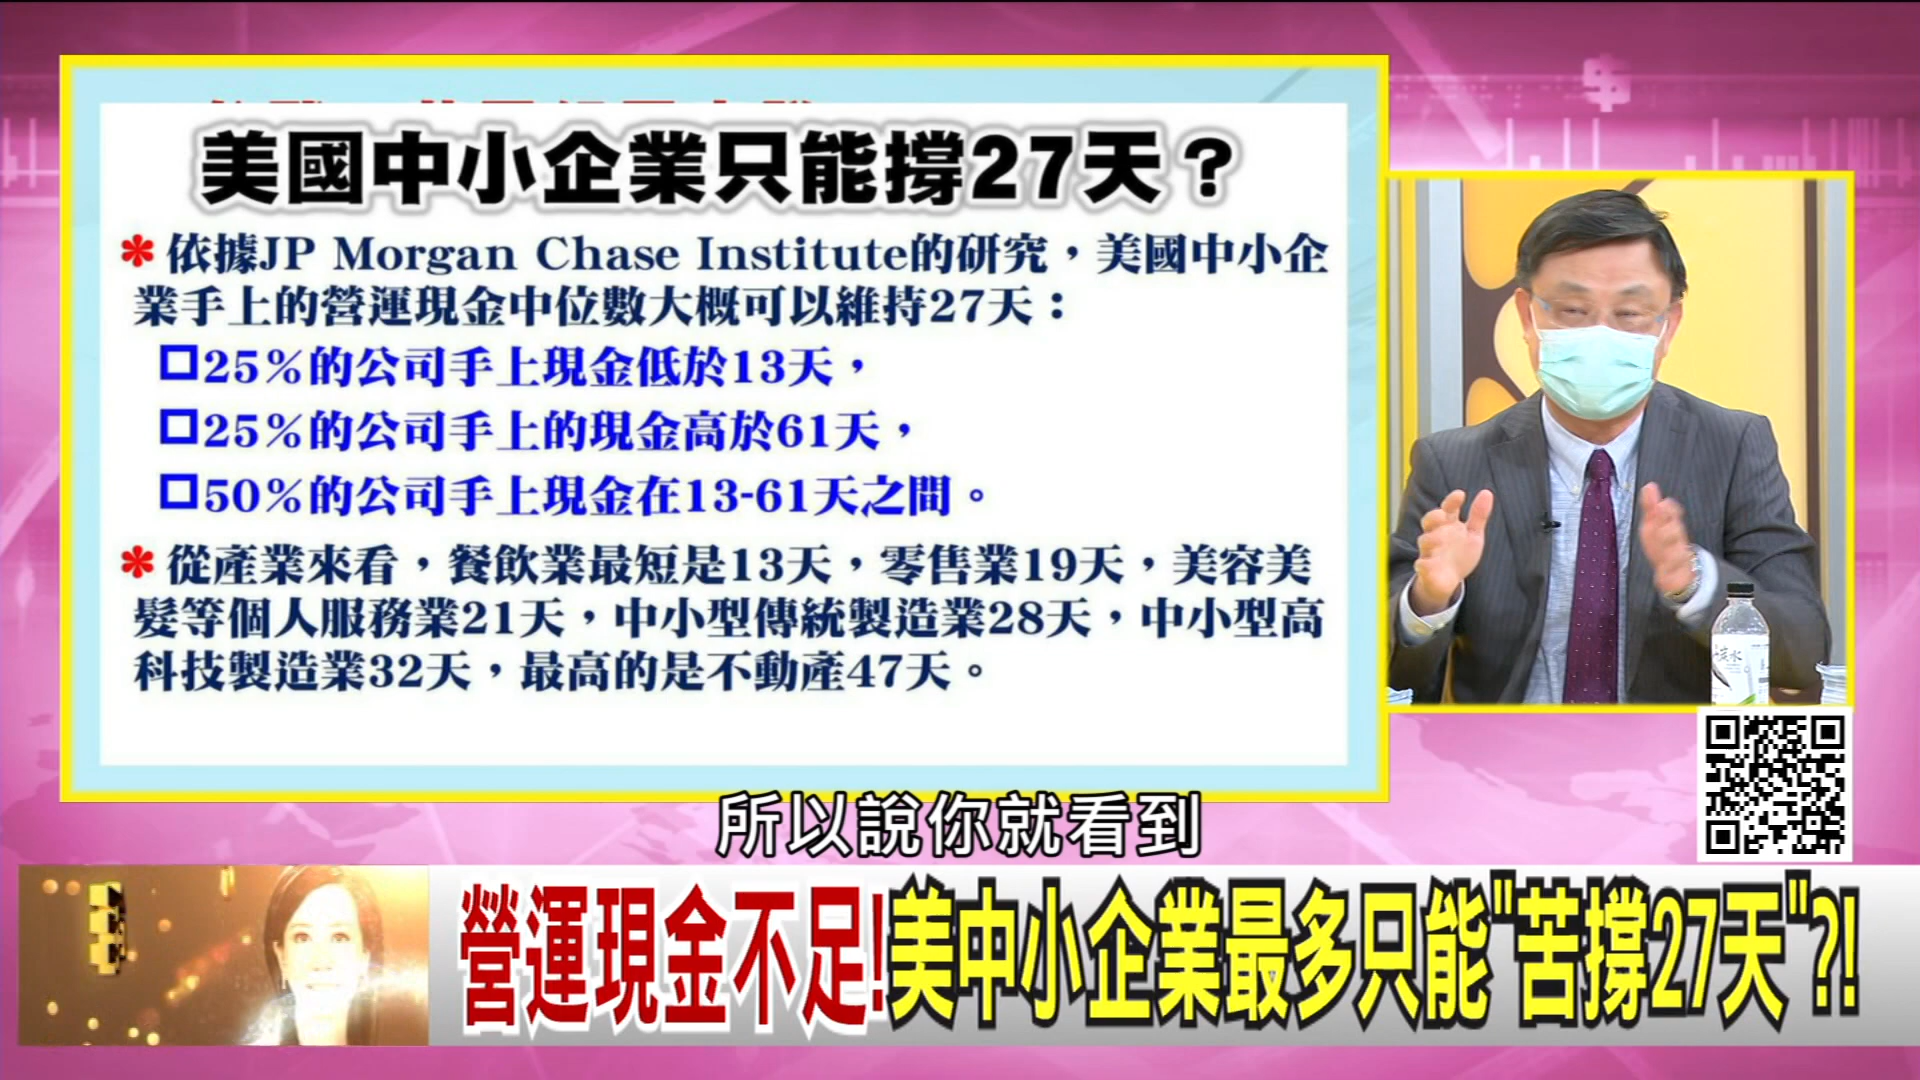 美國中小企業只能撐27天？
* 依據JP Morgan Chase Institute的研究，美國中小企
業手上的營運現金中位數大概可以維持27天：
□25%的公司手上現金低於13天，
□25%的公司手上的現金高於61天，
□50%的公司手上現金在13-61天之間。
* 從產業來看，餐飲業最短是13天，零售業19天，美容美
髮等個人服務業21天，中小型傳統製造業28天，中小型高
科技製造業32天，最高的是不動產47天。
所以說你就看到
營運現金不足!美中小企業最多只能"苦撐27天"?!